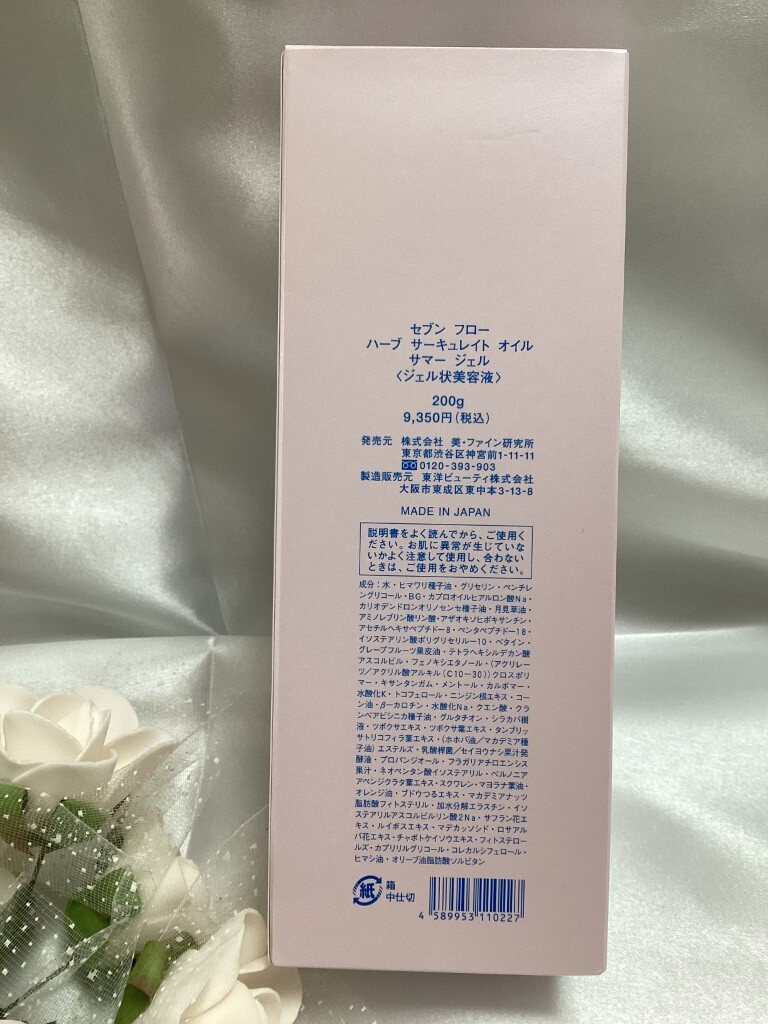 セブン フロー
ハーブ サーキュレイト オイル
サマー ジェル
〈ジェル状美容液〉
200g
9,350円(税込)
発売元 株式会社 美・ファイン研究所
東京都渋谷区神宮前1-11-11
0120-393-903
製造販売元 東洋ビューティ株式会社
大阪市東成区東中本3-13-8
MADE IN JAPAN
説明書をよく読んでから、ご使用く
ださい。お肌に異常が生じていな
いかよく注意して使用し、合わない
ときは、ご使用をおやめください。
成分：水・ヒマワリ種子油・グリセリン・ペンチレ
ングリコール・BG・カプロオイルヒアルロン酸Na・
カリオデンドロンオリノセンセ種子油・月見草油・
アミノレブリン酸リン酸・アザオキソヒポキサンチン・
アセチルヘキサペプチド-8・ペンタペプチド-18・
イソステアリン酸ポリグリセリル-10・ベタイン・
グレープフルーツ果皮油・テトラヘキシルデカン酸
アスコルビル・フェノキシエタノール・(アクリレー
ツ/アクリル酸アルキル(C10-30))クロスポリ
マー・キサンタンガム・メントール・カルボマー・
水酸化K・トコフェロール・ニンジン根エキス・コー
ン油・β-カロチン・水酸化Na・クエン酸・クラ
ンベアビシニカ種子油・グルタチオン・シラカバ樹
液・ツボクサエキス・ツボクサ葉エキス・タンブリッ
サトリコフィラ葉エキス・(ホホバ油/マカデミア種
子油)エステルズ・乳酸桿菌/セイヨウナシ果汁発
酵液・プロパンジオール・フラガリアチロエンシス
果汁・ネオペンタン酸イソステアリル・ベルノニア
アペンジクラタ葉エキス・スクワレン・マヨラナ葉油・
オレンジ油・ブドウつるエキス・マカデミアナッツ
脂肪酸フィトステリル・加水分解エラスチン・イソ
ステアリルアスコルビルリン酸2Na・サフラン花エ
キス・ルイボスエキス・マデカッソシド・ロサアル
バ花エキス・チャボトケイソウエキス・フィトステロー
ルズ・カプリリルグリコール・コレカルシフェロール・
ヒマシ油・オリーブ油脂肪酸ソルビタン
紙 箱
中仕切
4 589953 110227